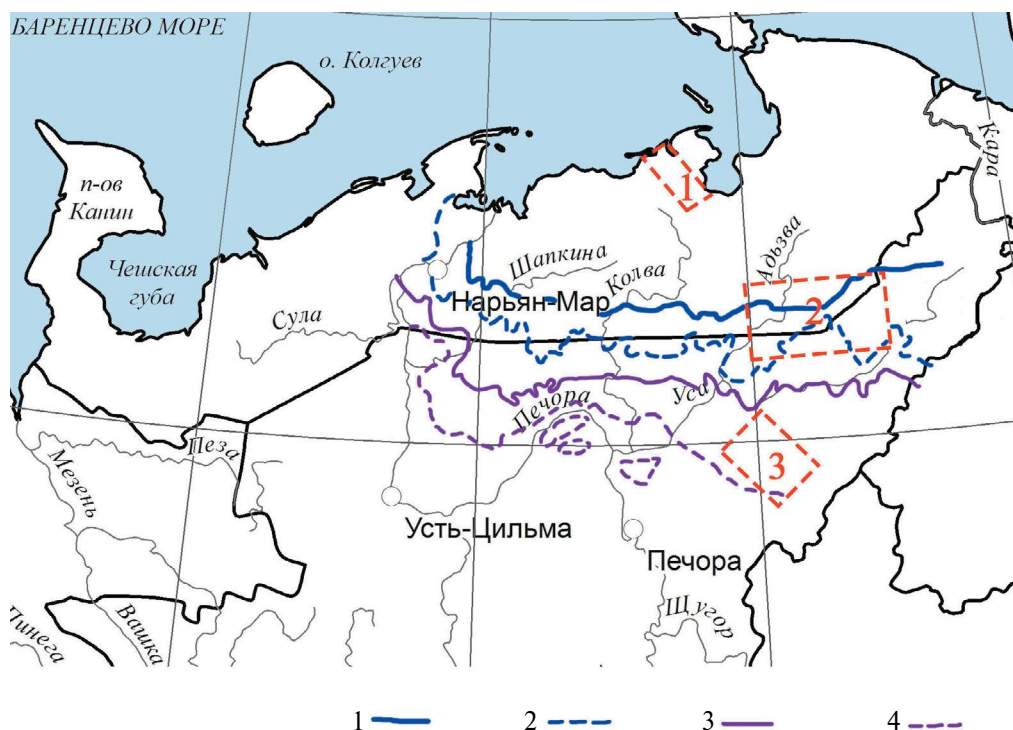 БАРЕНЦЕВО МОРЕ
о. Колгуев
Кара
1
п-ов
Канин
Чешская
губа
Шапкина
Колва
Адьзва
Нарьян-Мар
2
Сула
Уса
Печора
Пеза
3
Мезень
Усть-Цильма
Печора
Щугор
Вашка
Пинега
1 2 3 4